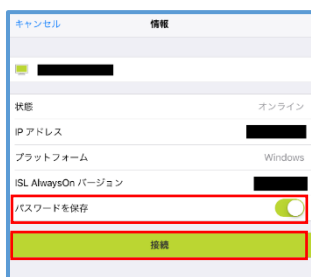 キャンセル 情報
状態 オンライン
IP アドレス
プラットフォーム Windows
ISL AlwaysOn バージョン
パスワードを保存
接続